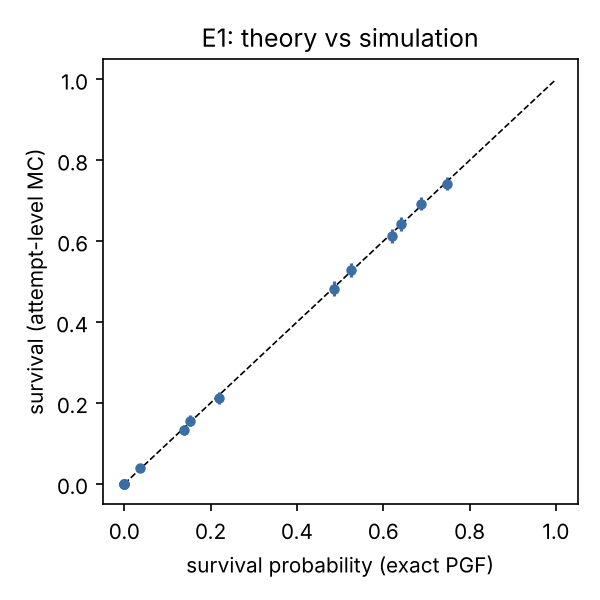 E1: theory vs simulation
survival (attempt-level MC)
1.0
0.8
0.6
0.4
0.2
0.0
0.0 0.2 0.4 0.6 0.8 1.0
survival probability (exact PGF)